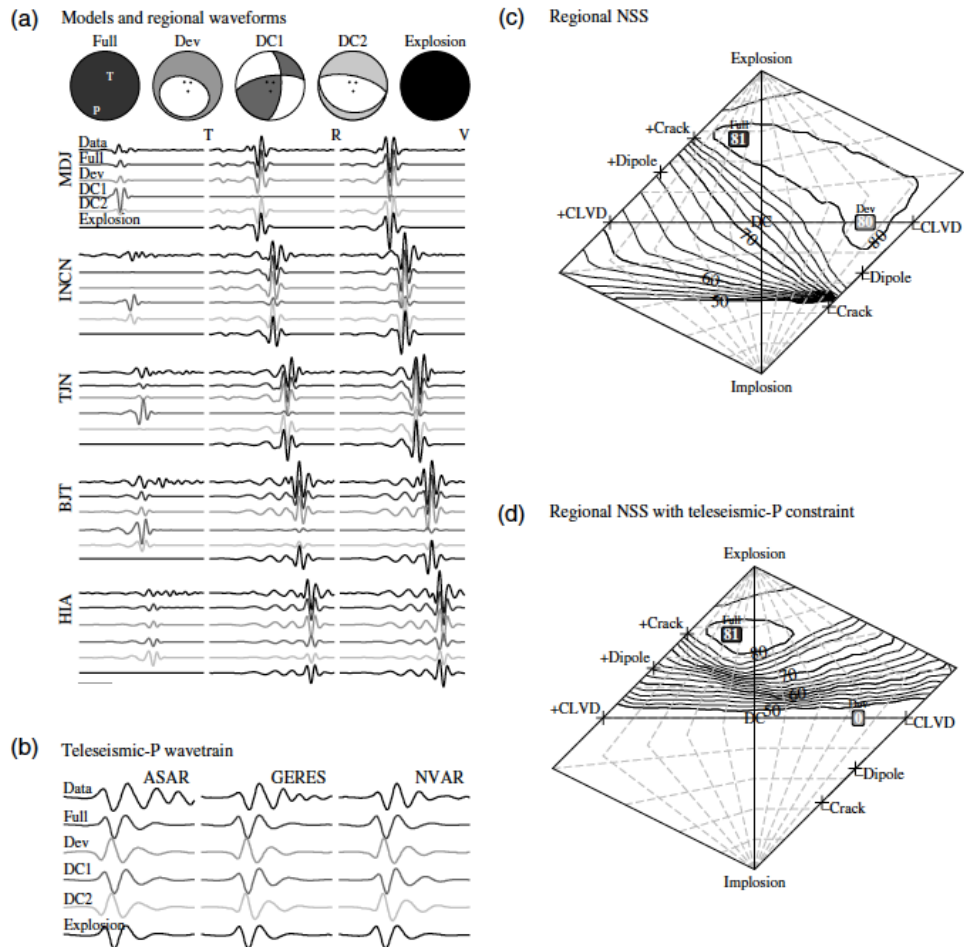 (a) Models and regional waveforms
Full Dev DC1 DC2 Explosion
T
P
T R V
MDJ
Data
Full
Dev
DC1
DC2
Explosion
INCN
TJN
BJT
HIA
(b) Teleseismic-P wavetrain
ASAR GERES NVAR
Data
Full
Dev
DC1
DC2
Explosion
(c) Regional NSS
Explosion
+Crack
Full
81
+Dipole
+CLVD
DC
Dev
80
-CLVD
70
80
-Dipole
60
50
-Crack
Implosion
(d) Regional NSS with teleseismic-P constraint
Explosion
+Crack
Full
81
80
+Dipole
70
60
50
+CLVD
DC
Dev
0
-CLVD
-Dipole
-Crack
Implosion